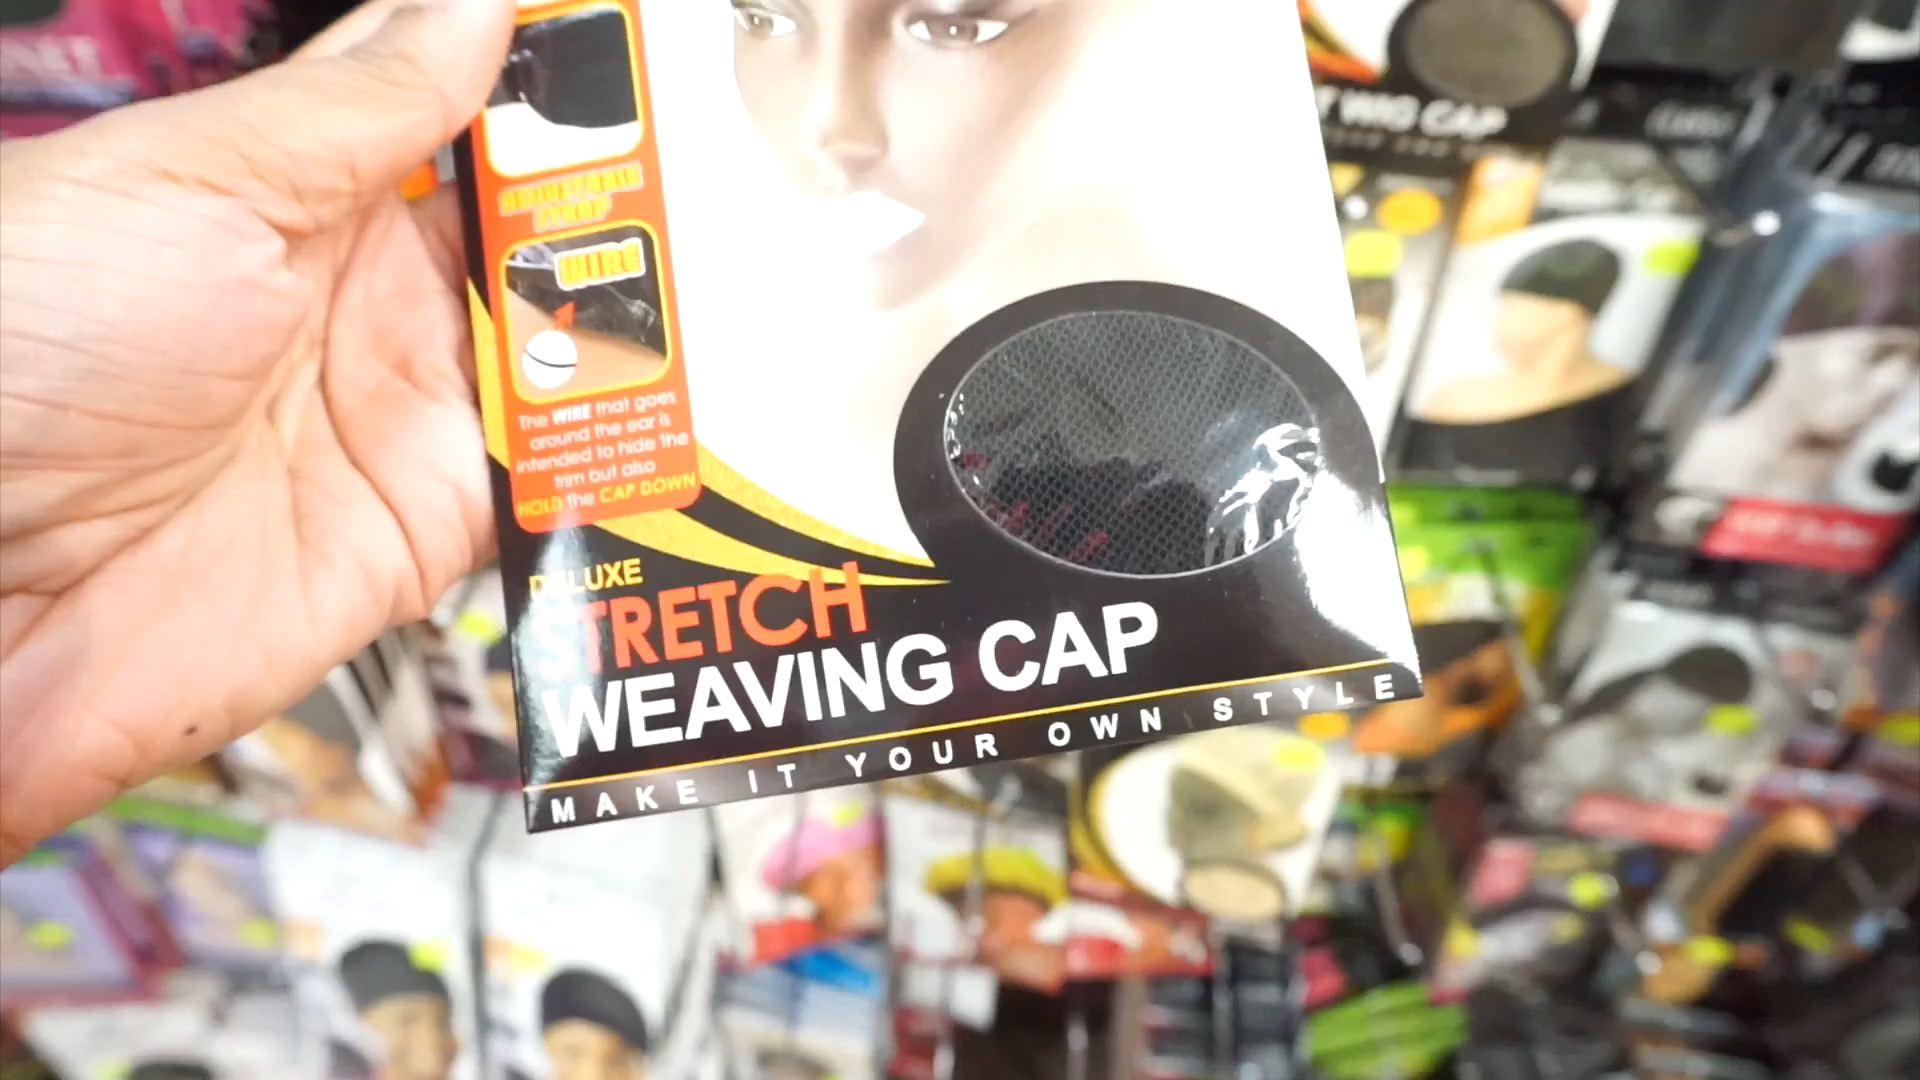 ADJUSTABLE
STRAP
WIRE
The WIRE that goes
around the ear is
intended to hide the
trim but also
HOLD the CAP DOWN
DELUXE
STRETCH
WEAVING CAP
MAKE IT YOUR OWN STYLE
WIG CAP